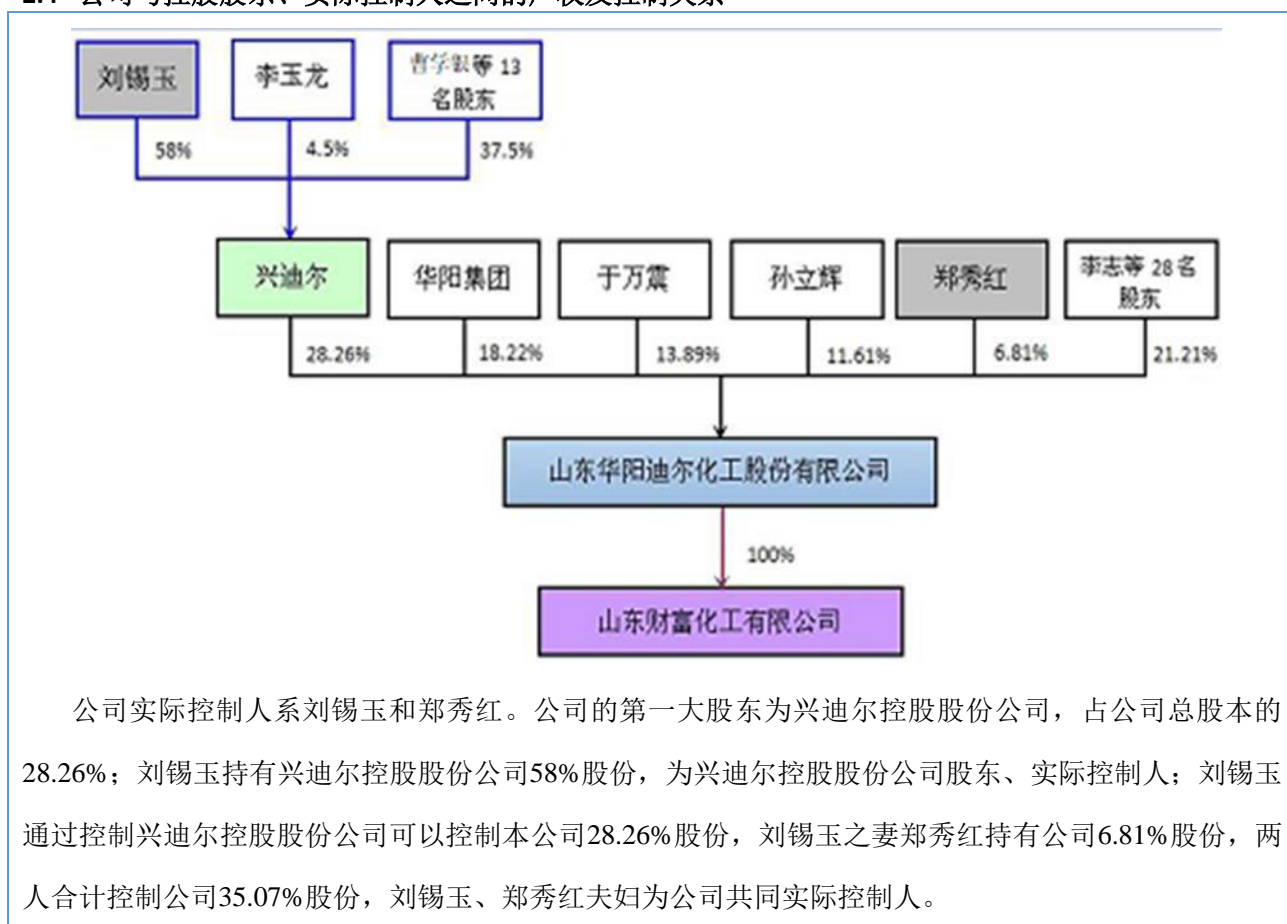 刘锡玉
李玉龙
曹学银等 13
名股东
58%
4.5%
37.5%
兴迪尔
华阳集团
于万震
孙立辉
郑秀红
李志等 28 名
股东
28.26%
18.22%
13.89%
11.61%
6.81%
21.21%
山东华阳迪尔化工股份有限公司
100%
山东财富化工有限公司
公司实际控制人系刘锡玉和郑秀红。公司的第一大股东为兴迪尔控股股份公司，占公司总股本的
28.26%；刘锡玉持有兴迪尔控股股份公司58%股份，为兴迪尔控股股份公司股东、实际控制人；刘锡玉
通过控制兴迪尔控股股份公司可以控制本公司28.26%股份，刘锡玉之妻郑秀红持有公司6.81%股份，两
人合计控制公司35.07%股份，刘锡玉、郑秀红夫妇为公司共同实际控制人。